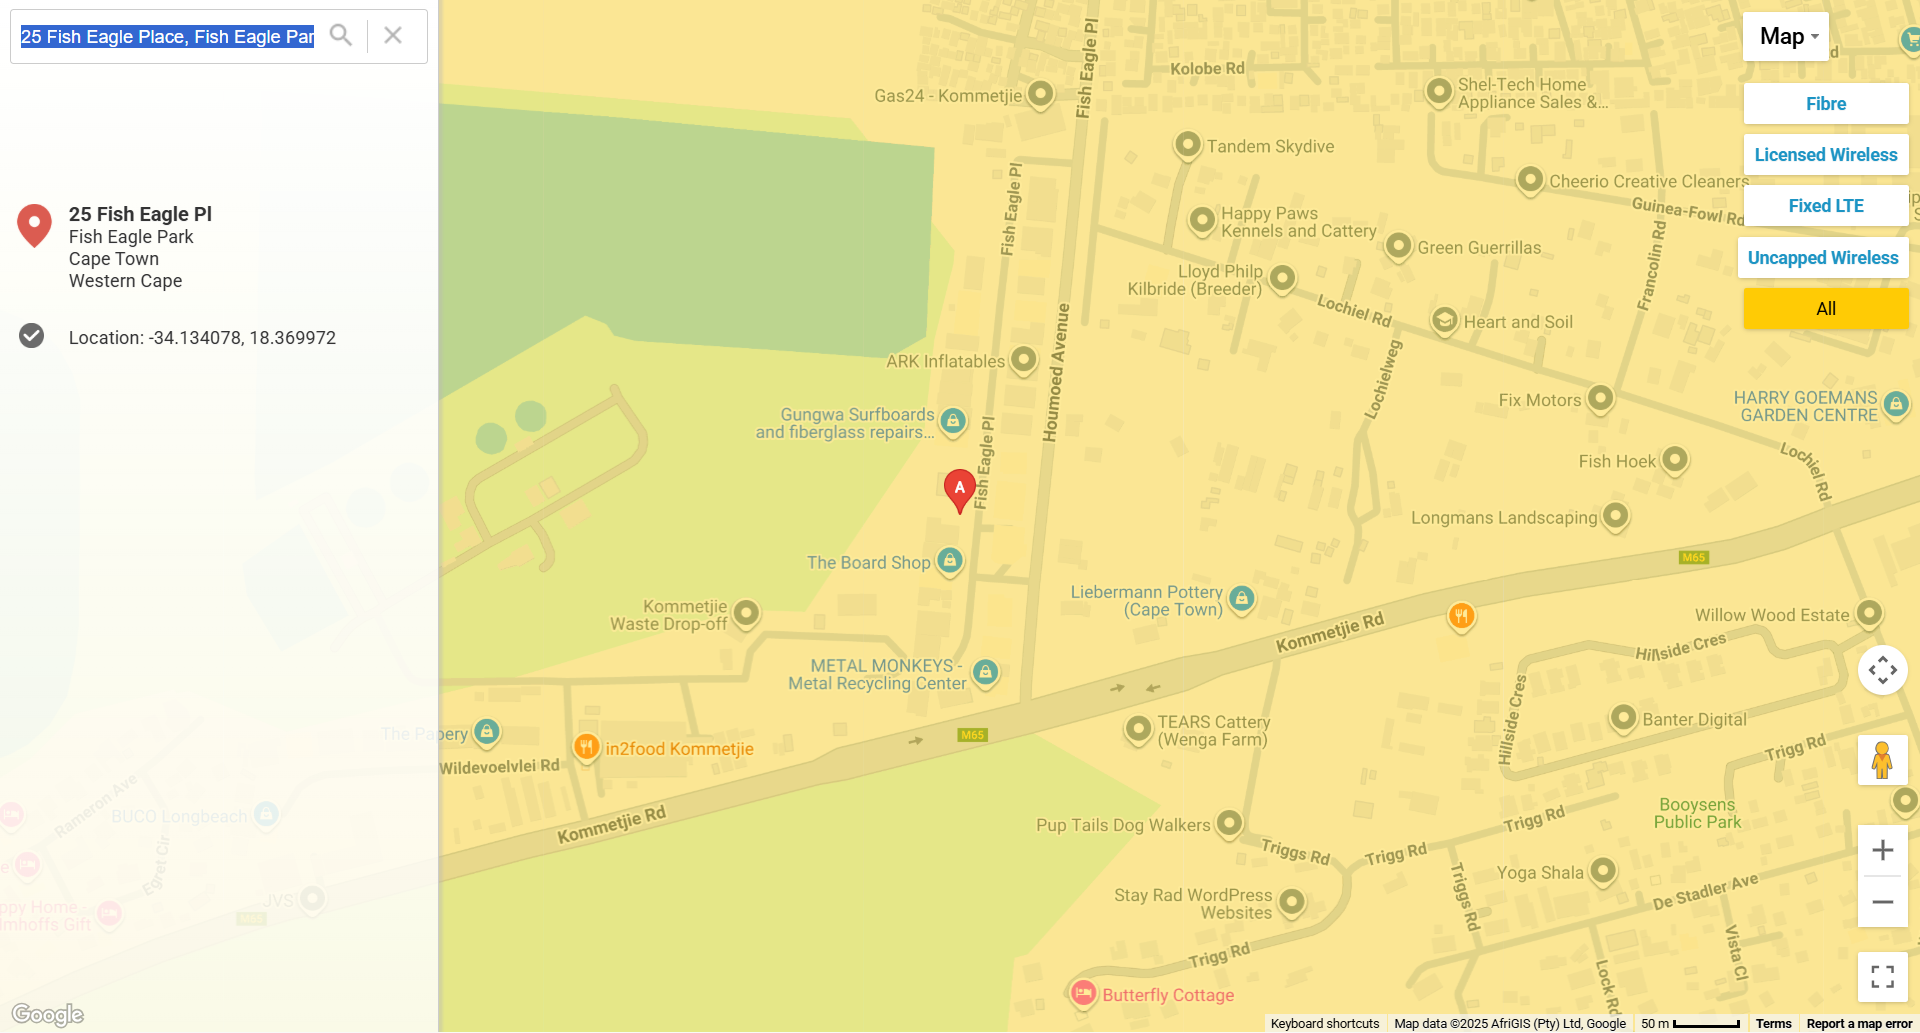 25 Fish Eagle Place, Fish Eagle Par
25 Fish Eagle Pl
Fish Eagle Park
Cape Town
Western Cape
Location: -34.134078, 18.369972
Map
Fibre
Licensed Wireless
Fixed LTE
Uncapped Wireless
All
Kolobe Rd
Fish Eagle Pl
Gas24 - Kommetjie
Shel-Tech Home
Appliance Sales &...
Tandem Skydive
Cheerio Creative Cleaners
Guinea-Fowl Rd
Francolin Rd
Fish Eagle Pl
Happy Paws
Kennels and Cattery
Green Guerrillas
Lloyd Philp
Kilbride (Breeder)
Lochiel Rd
Heart and Soil
Houmoed Avenue
ARK Inflatables
Lochielweg
Fix Motors
HARRY GOEMANS
GARDEN CENTRE
Gungwa Surfboards
and fiberglass repairs...
Fish Eagle Pl
A
Fish Hoek
Lochiel Rd
Longmans Landscaping
M65
The Board Shop
Liebermann Pottery
(Cape Town)
Kommetjie
Waste Drop-off
Kommetjie Rd
Willow Wood Estate
Hillside Cres
METAL MONKEYS -
Metal Recycling Center
Hillside Cres
The Papery
in2food Kommetjie
M65
TEARS Cattery
(Wenga Farm)
Banter Digital
Trigg Rd
Wildevoelvlei Rd
Rameron Ave
BUCO Longbeach
Egret Cir
Kommetjie Rd
Pup Tails Dog Walkers
Trigg Rd
Booysens
Public Park
Triggs Rd
Trigg Rd
Triggs Rd
Yoga Shala
De Stadler Ave
JVS
M65
ppy Home -
lmhoffs Gift
Stay Rad WordPress
Websites
Trigg Rd
Vista Cl
Lock Rd
Butterfly Cottage
Google
Keyboard shortcuts
Map data ©2025 AfriGIS (Pty) Ltd, Google
50 m
Terms
Report a map error